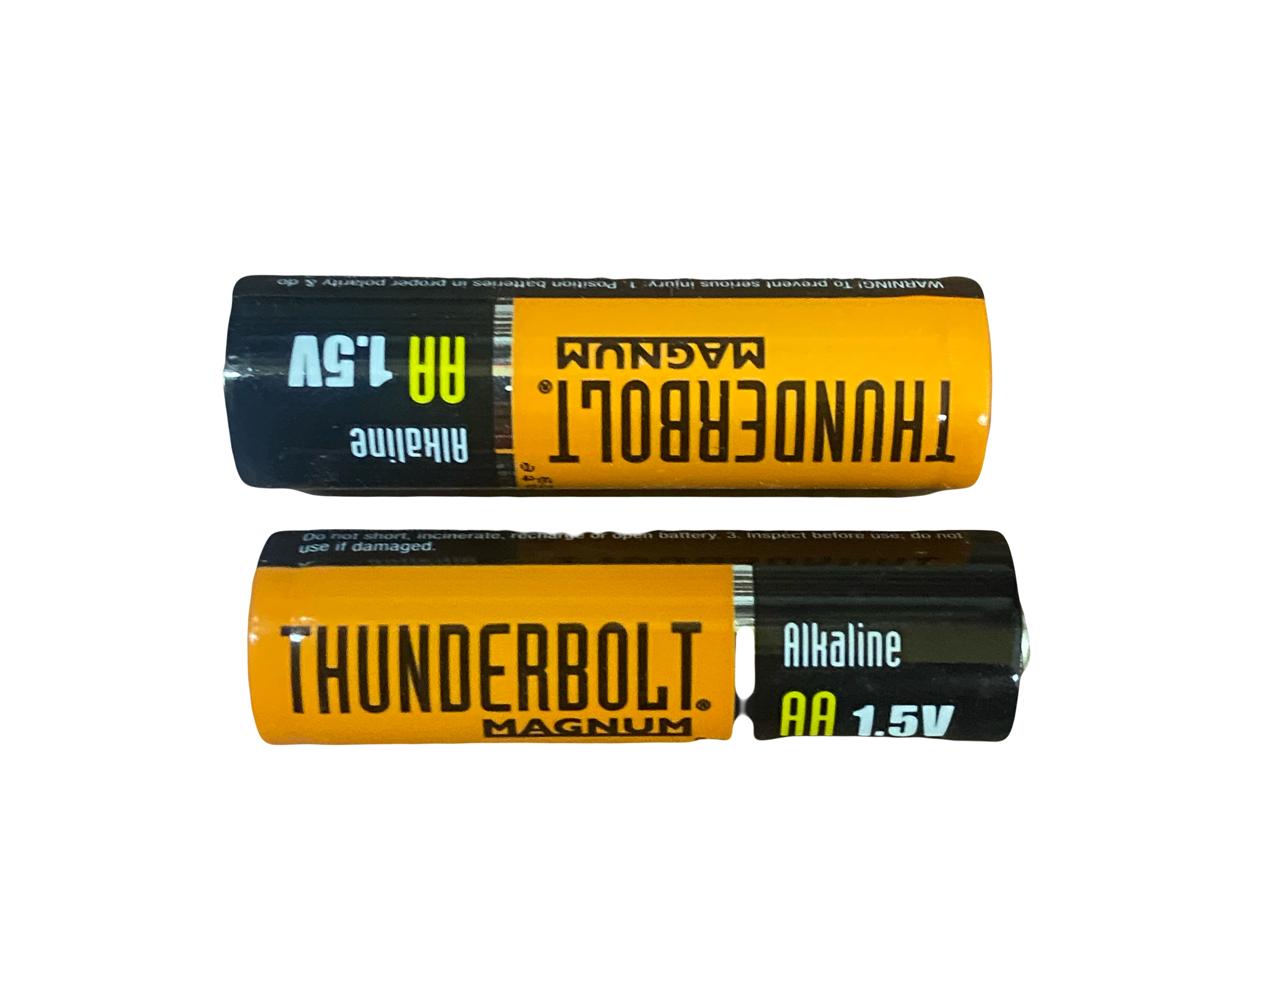 WARNING! To prevent serious injury: 1. Position batteries in proper polarity & do
THUNDERBOLT®
MAGNUM
Alkaline
AA 1.5V
Do not short, incinerate, recharge or open battery. 3. Inspect before use; do not
use if damaged.
THUNDERBOLT®
MAGNUM
Alkaline
AA 1.5V